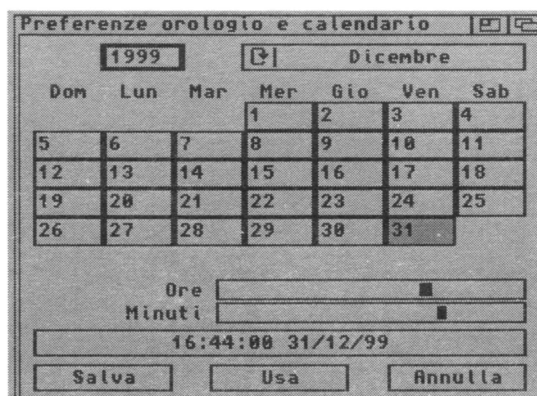 Preferenze orologio e calendario
1999 Dicembre
Dom Lun Mar Mer Gio Ven Sab
1 2 3 4
5 6 7 8 9 10 11
12 13 14 15 16 17 18
19 20 21 22 23 24 25
26 27 28 29 30 31
Ore
Minuti
16:44:00 31/12/99
Salva Usa Annulla